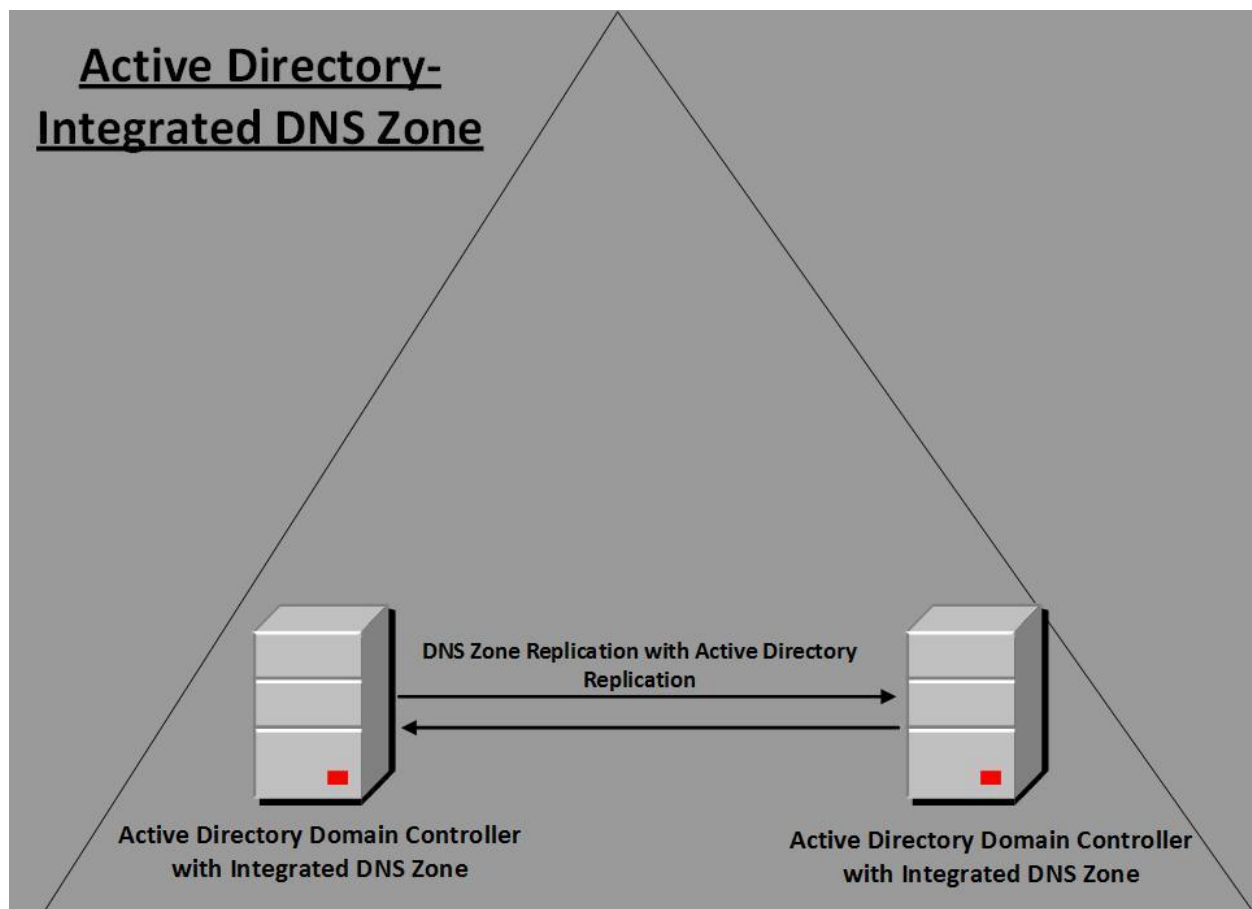 Active Directory-
Integrated DNS Zone
DNS Zone Replication with Active Directory
Replication
Active Directory Domain Controller
with Integrated DNS Zone
Active Directory Domain Controller
with Integrated DNS Zone